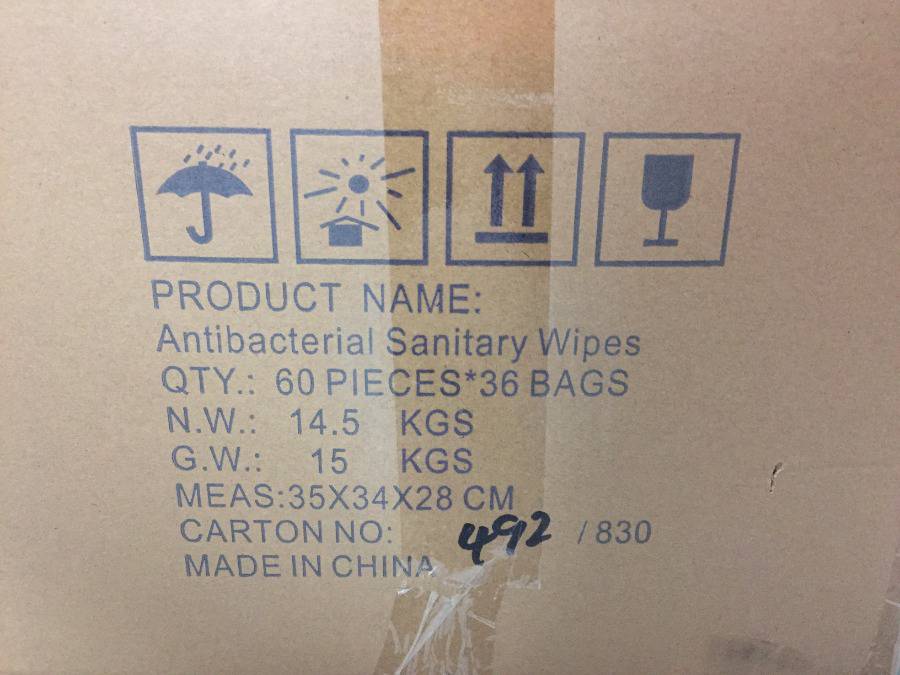 PRODUCT NAME:
Antibacterial Sanitary Wipes
QTY.: 60 PIECES*36 BAGS
N.W.: 14.5 KGS
G.W.: 15 KGS
MEAS:35X34X28 CM
CARTON NO: 492 / 830
MADE IN CHINA